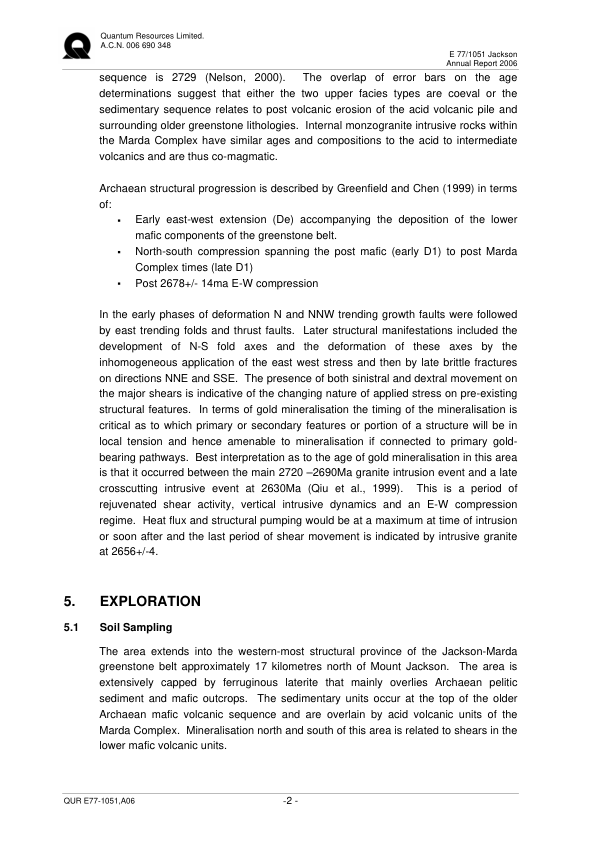 Quantum Resources Limited.
A.C.N. 006 690 348
E 77/1051 Jackson
Annual Report 2006
sequence is 2729 (Nelson, 2000). The overlap of error bars on the age
determinations suggest that either the two upper facies types are coeval or the
sedimentary sequence relates to post volcanic erosion of the acid volcanic pile and
surrounding older greenstone lithologies. Internal monzogranite intrusive rocks within
the Marda Complex have similar ages and compositions to the acid to intermediate
volcanics and are thus co-magmatic.
Archaean structural progression is described by Greenfield and Chen (1999) in terms
of:
▪ Early east-west extension (De) accompanying the deposition of the lower
mafic components of the greenstone belt.
▪ North-south compression spanning the post mafic (early D1) to post Marda
Complex times (late D1)
▪ Post 2678+/- 14ma E-W compression
In the early phases of deformation N and NNW trending growth faults were followed
by east trending folds and thrust faults. Later structural manifestations included the
development of N-S fold axes and the deformation of these axes by the
inhomogeneous application of the east west stress and then by late brittle fractures
on directions NNE and SSE. The presence of both sinistral and dextral movement on
the major shears is indicative of the changing nature of applied stress on pre-existing
structural features. In terms of gold mineralisation the timing of the mineralisation is
critical as to which primary or secondary features or portion of a structure will be in
local tension and hence amenable to mineralisation if connected to primary gold-
bearing pathways. Best interpretation as to the age of gold mineralisation in this area
is that it occurred between the main 2720 –2690Ma granite intrusion event and a late
crosscutting intrusive event at 2630Ma (Qiu et al., 1999). This is a period of
rejuvenated shear activity, vertical intrusive dynamics and an E-W compression
regime. Heat flux and structural pumping would be at a maximum at time of intrusion
or soon after and the last period of shear movement is indicated by intrusive granite
at 2656+/-4.
5. EXPLORATION
5.1 Soil Sampling
The area extends into the western-most structural province of the Jackson-Marda
greenstone belt approximately 17 kilometres north of Mount Jackson. The area is
extensively capped by ferruginous laterite that mainly overlies Archaean pelitic
sediment and mafic outcrops. The sedimentary units occur at the top of the older
Archaean mafic volcanic sequence and are overlain by acid volcanic units of the
Marda Complex. Mineralisation north and south of this area is related to shears in the
lower mafic volcanic units.
QUR E77-1051,A06
-2 -